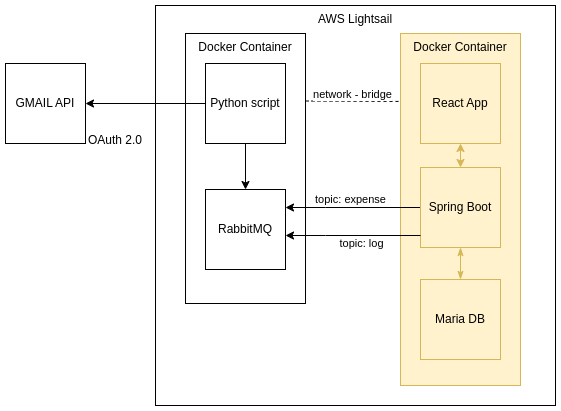 AWS Lightsail
Docker Container
Docker Container
GMAIL API
Python script
network - bridge
React App
OAuth 2.0
RabbitMQ
topic: expense
Spring Boot
topic: log
Maria DB